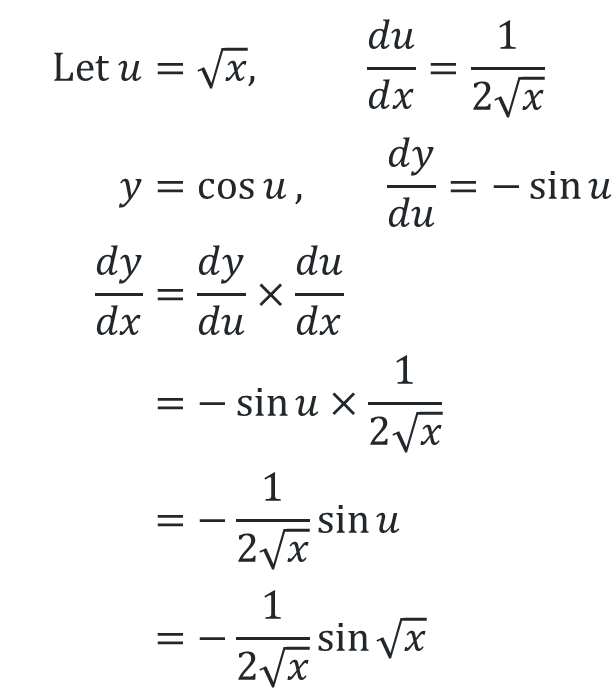 Let u = √x, du/dx = 1/(2√x)
y = cos u , dy/du = − sin u
dy/dx = dy/du × du/dx
= − sin u × 1/(2√x)
= − 1/(2√x) sin u
= − 1/(2√x) sin √x